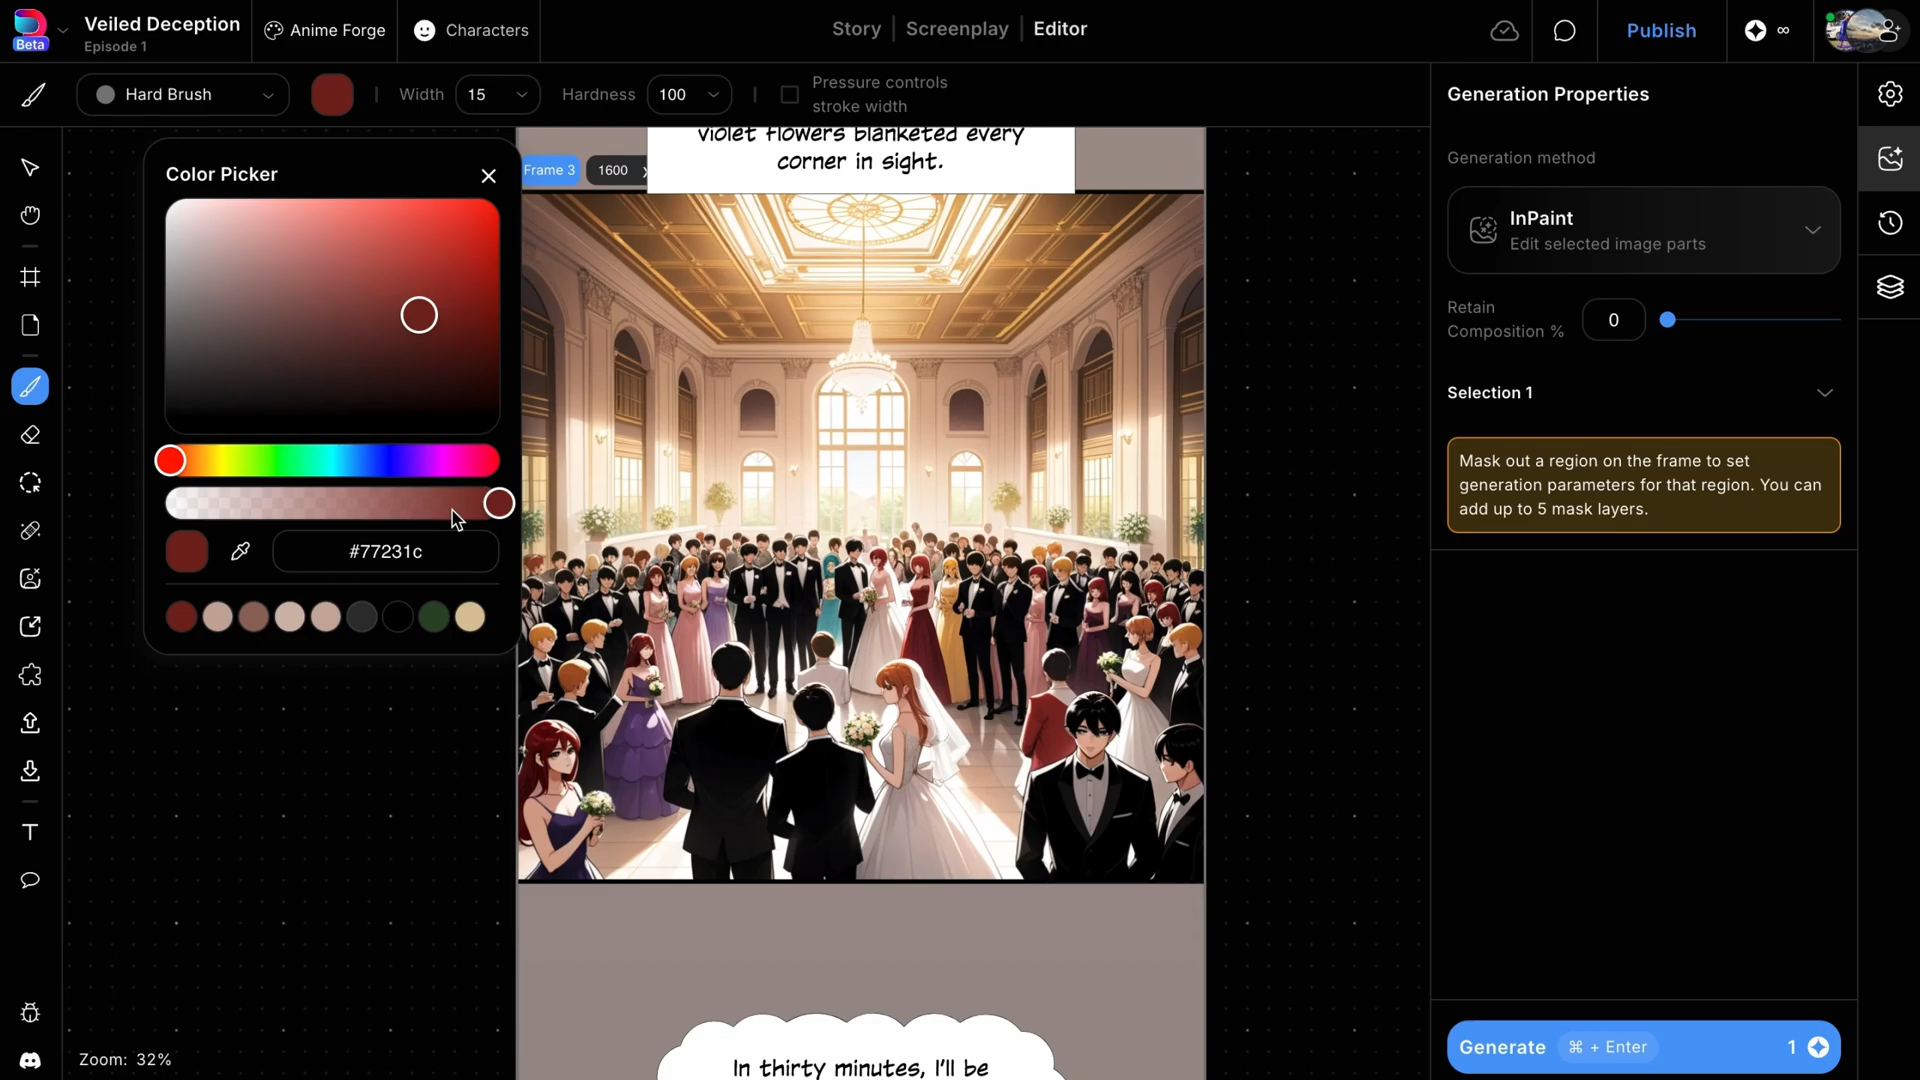 Beta
Veiled Deception
Episode 1
Anime Forge
Characters
Story
Screenplay
Editor
Publish
∞
Hard Brush
Width
15
Hardness
100
Pressure controls
stroke width
Color Picker
#77231c
Frame 3
1600
violet flowers blanketed every
corner in sight.
In thirty minutes, I'll be
Generation Properties
Generation method
InPaint
Edit selected image parts
Retain
Composition %
0
Selection 1
Mask out a region on the frame to set
generation parameters for that region. You can
add up to 5 mask layers.
Zoom: 32%
Generate
⌘ + Enter
1